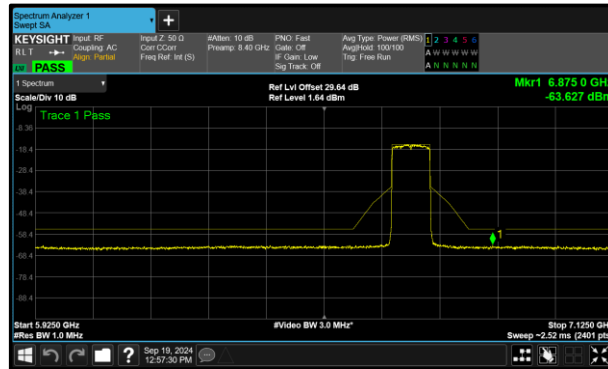 Spectrum Analyzer 1
Swept SA
KEYSIGHT Input: RF Input Z: 50 Ω #Atten: 10 dB PNO: Fast Avg Type: Power (RMS) 1 2 3 4 5 6
RLT Coupling: AC Corr CCorr Preamp: 8.40 GHz Gate: Off Avg|Hold: 100/100 A W W W W W
Align: Partial Freq Ref: Int (S) IF Gain: Low Trig: Free Run
PASS Sig Track: Off A N N N N N
1 Spectrum Ref Lvl Offset 29.64 dB Mkr1 6.875 0 GHz
Scale/Div 10 dB Ref Level 1.64 dBm -63.627 dBm
Log Trace 1 Pass
-8.36
-18.4
-28.4
-38.4
-48.4
-58.4 1
-68.4
-78.4
-88.4
Start 5.9250 GHz #Video BW 3.0 MHz* Stop 7.1250 GHz
#Res BW 1.0 MHz Sweep ~2.52 ms (2401 pts)
? Sep 19, 2024
12:57:30 PM